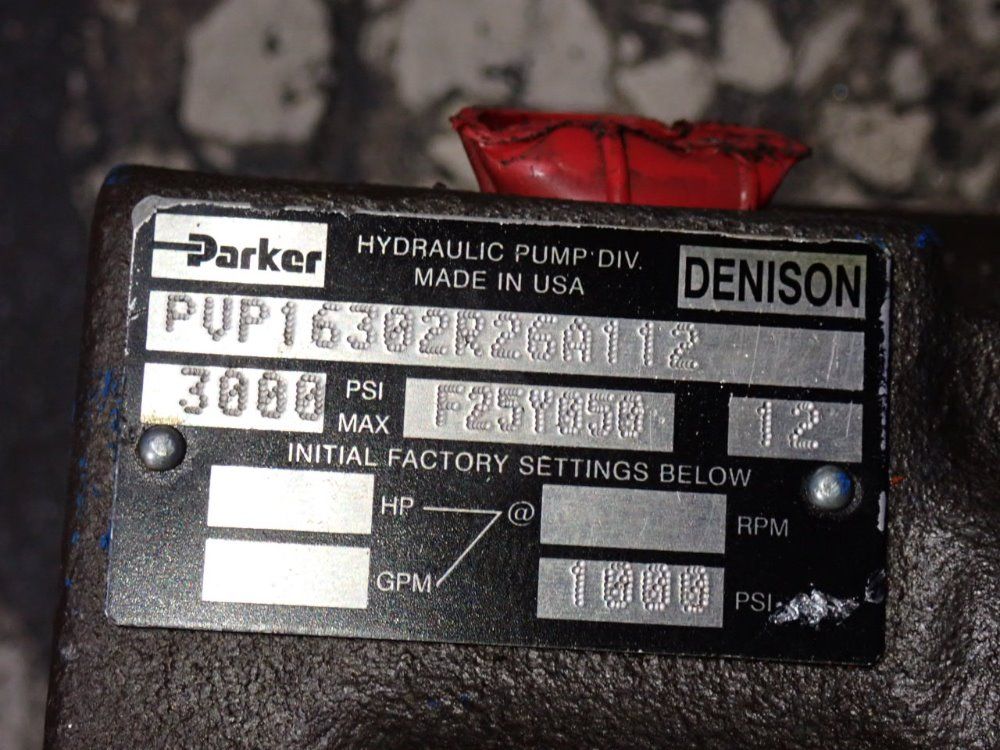 Parker HYDRAULIC PUMP DIV. DENISON
MADE IN USA
PVP16302R26A112
3000 PSI MAX F25Y050 12
INITIAL FACTORY SETTINGS BELOW
HP @ RPM
GPM 1000 PSI